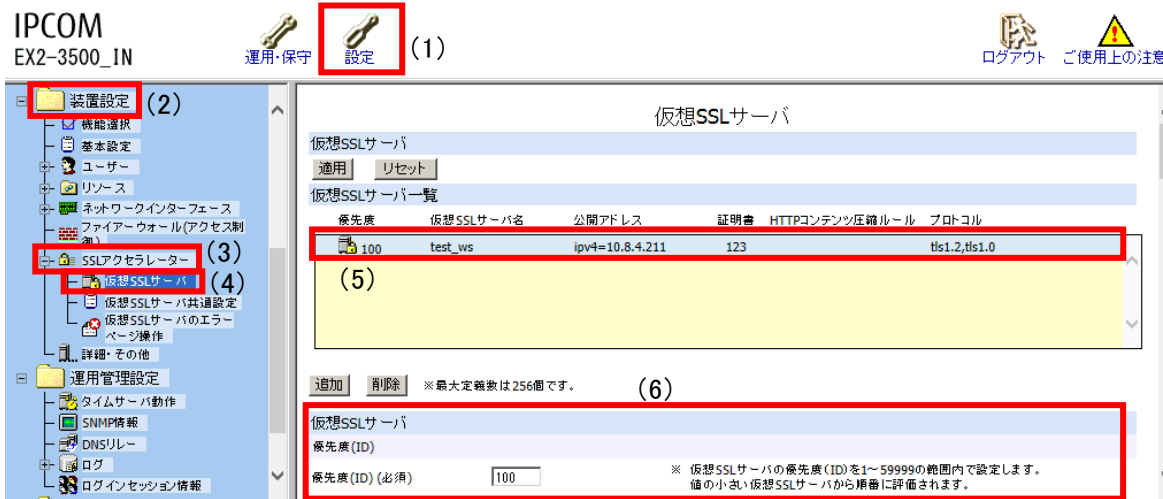 IPCOM
EX2-3500_IN
運用･保守
設定
(1)
ログアウト
ご使用上の注意
装置設定
(2)
機能選択
基本設定
ユーザー
リソース
ネットワークインターフェース
ファイアーウォール(アクセス制
御)
SSLアクセラレーター
(3)
仮想SSLサーバ
(4)
仮想SSLサーバ共通設定
仮想SSLサーバのエラー
ページ操作
詳細･その他
運用管理設定
タイムサーバ動作
SNMP情報
DNSリレー
ログ
ログインセッション情報
仮想SSLサーバ
仮想SSLサーバ
適用 リセット
仮想SSLサーバ一覧
優先度 仮想SSLサーバ名 公開アドレス 証明書 HTTPコンテンツ圧縮ルール プロトコル
100 test_ws ipv4=10.8.4.211 123 tls1.2,tls1.0
(5)
追加 削除 ※最大定義数は256個です。
(6)
仮想SSLサーバ
優先度(ID)
優先度(ID) (必須) 100 ※ 仮想SSLサーバの優先度(ID)を1～59999の範囲内で設定します。
値の小さい仮想SSLサーバから順番に評価されます。